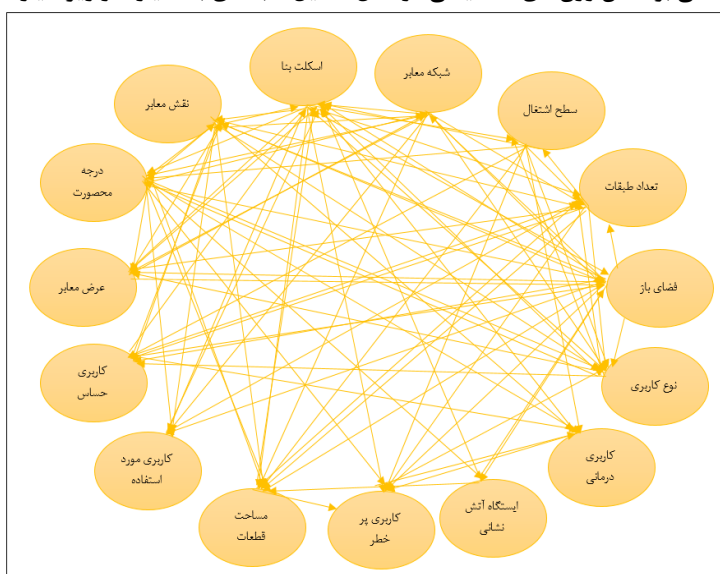 اسکلت بنا
شبکه معابر
سطح اشتغال
تعداد طبقات
فضای باز
نوع کاربری
کاربری
درمانی
ایستگاه آتش
نشانی
کاربری پر
خطر
مساحت
قطعات
کاربری مورد
استفاده
کاربری
حساس
عرض معابر
درجه
محصورت
نقش معابر